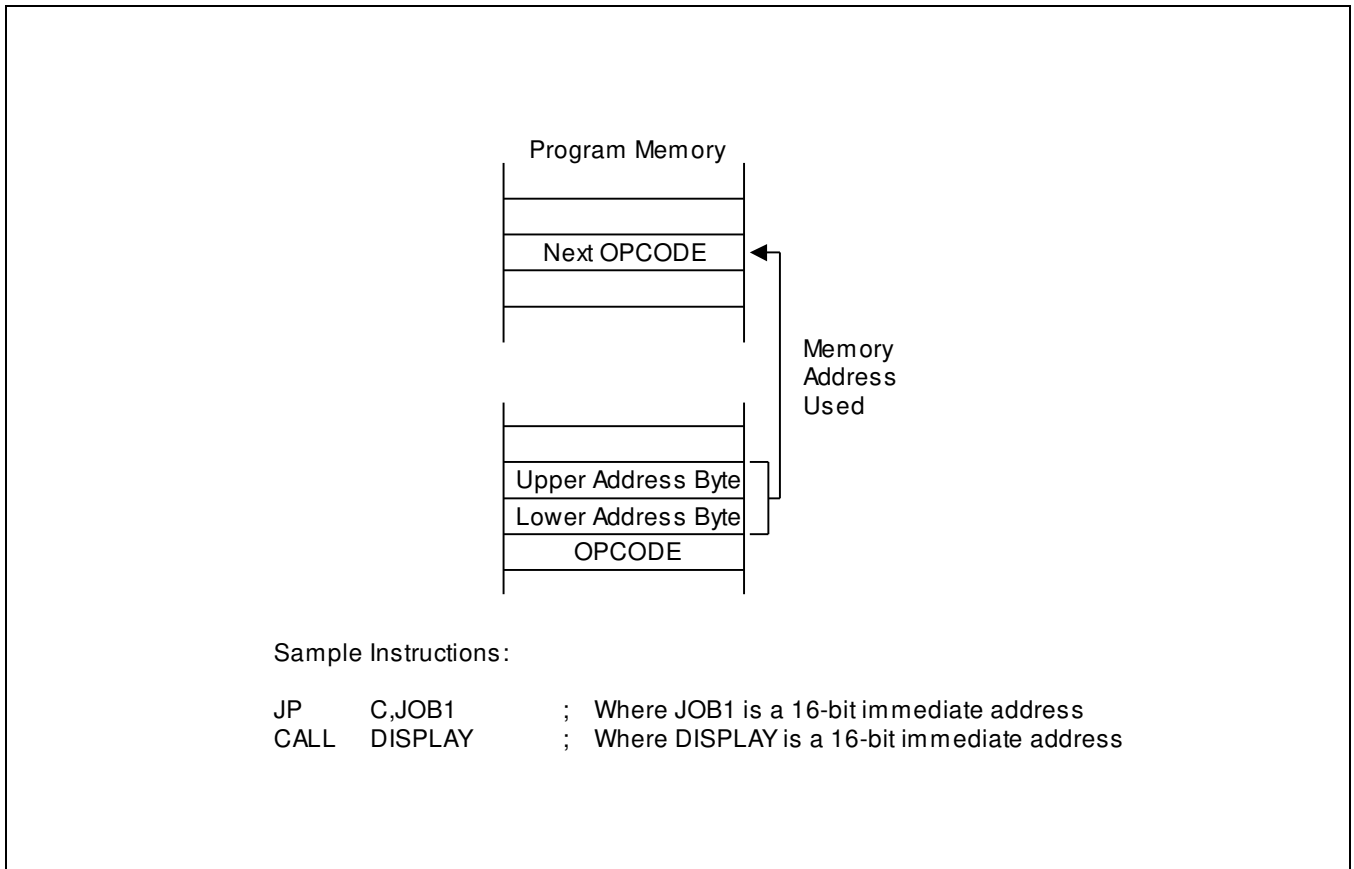 Program Memory
Next OPCODE
Memory
Address
Used
Upper Address Byte
Lower Address Byte
OPCODE
Sample Instructions:
JP C,JOB1 ; Where JOB1 is a 16-bit immediate address
CALL DISPLAY ; Where DISPLAY is a 16-bit immediate address